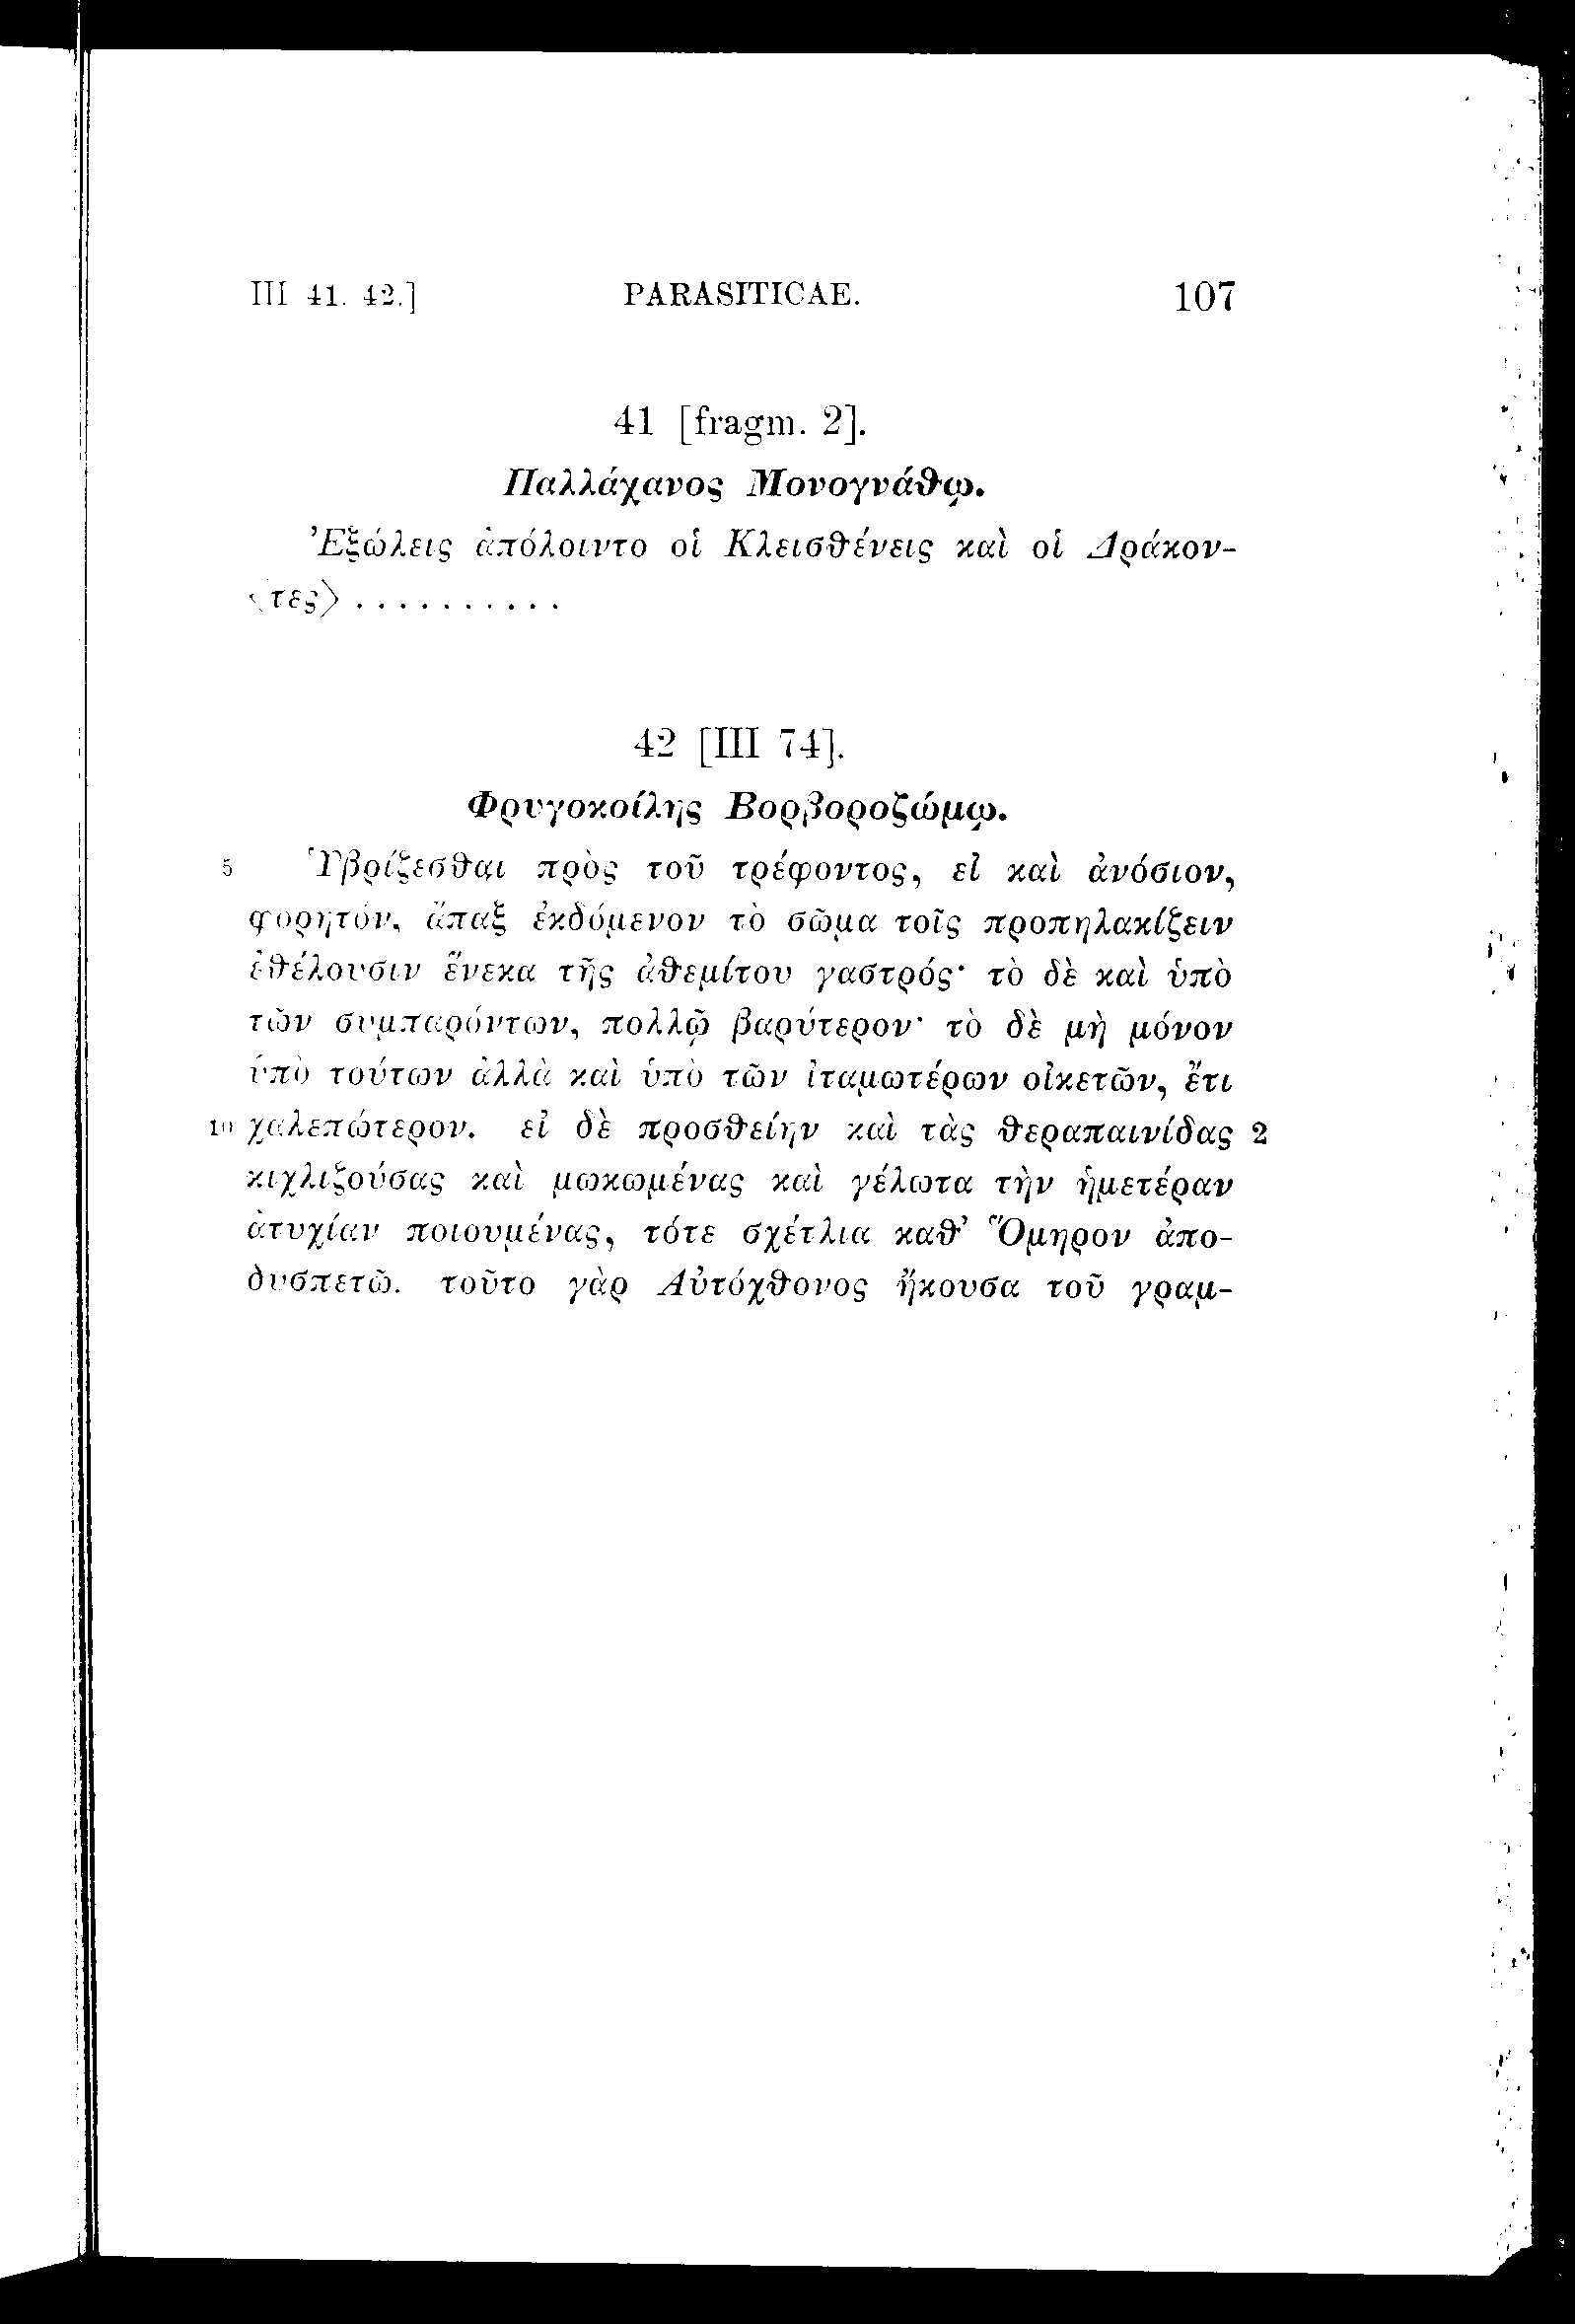 III 41. 42.] PARASITICAE. 107
41 [fragm. 2].
Παλλάχανος Μονογνάθῳ.
Ἐξώλεις ἀπόλοιντο οἱ Κλεισθένεις καὶ οἱ Δράκον-
〈τες〉 . . . . . . . . . .
42 [III 74].
Φρυγοκοίλης Βορβοροζώμῳ.
5 Ὑβρίζεσθαι πρὸς τοῦ τρέφοντος, εἰ καὶ ἀνόσιον,
φορητόν, ἅπαξ ἐκδόμενον τὸ σῶμα τοῖς προπηλακίζειν
ἐθέλουσιν ἕνεκα τῆς ἀθεμίτου γαστρός· τὸ δὲ καὶ ὑπὸ
τῶν συμπαρόντων, πολλῷ βαρύτερον· τὸ δὲ μὴ μόνον
ὑπὸ τούτων ἀλλὰ καὶ ὑπὸ τῶν ἰταμωτέρων οἰκετῶν, ἔτι
10 χαλεπώτερον. εἰ δὲ προσθείην καὶ τὰς θεραπαινίδας 2
κιχλιζούσας καὶ μωκωμένας καὶ γέλωτα τὴν ἡμετέραν
ἀτυχίαν ποιουμένας, τότε σχέτλια καθ’ Ὅμηρον ἀπο-
δυσπετῶ. τοῦτο γὰρ Αὐτόχθονος ἤκουσα τοῦ γραμ-